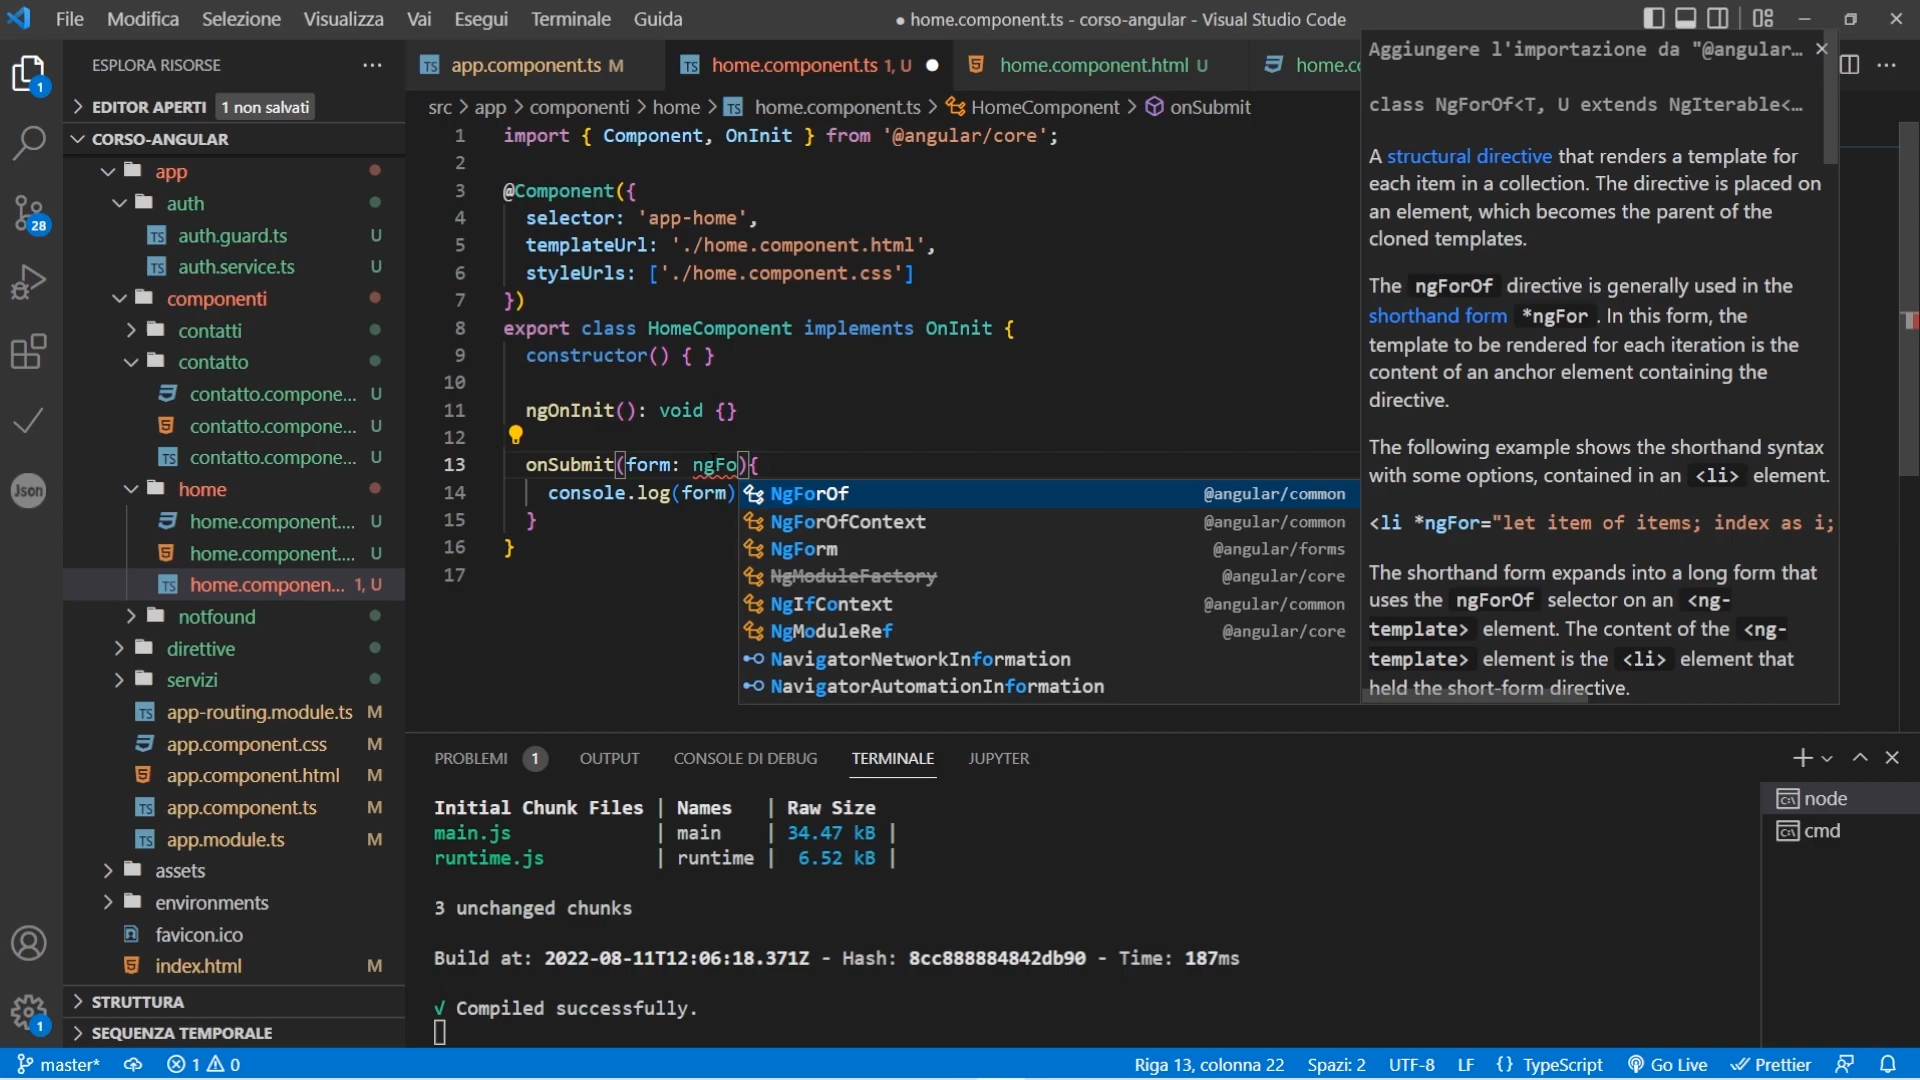 File Modifica Selezione Visualizza Vai Esegui Terminale Guida
● home.component.ts - corso-angular - Visual Studio Code
ESPLORA RISORSE ...
EDITOR APERTI 1 non salvati
CORSO-ANGULAR
app
auth
auth.guard.ts U
auth.service.ts U
componenti
contatti
contatto
contatto.compone... U
contatto.compone... U
contatto.compone... U
home
home.component.... U
home.component.... U
home.componen... 1, U
notfound
direttive
servizi
app-routing.module.ts M
app.component.css M
app.component.html M
app.component.ts M
app.module.ts M
assets
environments
favicon.ico
index.html M
STRUTTURA
SEQUENZA TEMPORALE
1
28
Json
1
app.component.ts M
home.component.ts 1, U
home.component.html U
home.cc
src > app > componenti > home > home.component.ts > HomeComponent > onSubmit
1 import { Component, OnInit } from '@angular/core';
2
3 @Component({
4 selector: 'app-home',
5 templateUrl: './home.component.html',
6 styleUrls: ['./home.component.css']
7 })
8 export class HomeComponent implements OnInit {
9 constructor() { }
10
11 ngOnInit(): void {}
12
13 onSubmit(form: ngFo){
14 console.log(form)
15 }
16 }
17
NgForOf @angular/common
NgForOfContext @angular/common
NgForm @angular/forms
NgModuleFactory @angular/core
NgIfContext @angular/common
NgModuleRef @angular/core
NavigatorNetworkInformation
NavigatorAutomationInformation
Aggiungere l'importazione da "@angular…
class NgForOf<T, U extends NgIterable<…
A structural directive that renders a template for
each item in a collection. The directive is placed on
an element, which becomes the parent of the
cloned templates.
The ngForOf directive is generally used in the
shorthand form *ngFor . In this form, the
template to be rendered for each iteration is the
content of an anchor element containing the
directive.
The following example shows the shorthand syntax
with some options, contained in an <li> element.
<li *ngFor="let item of items; index as i;
The shorthand form expands into a long form that
uses the ngForOf selector on an <ng-
template> element. The content of the <ng-
template> element is the <li> element that
held the short-form directive.
PROBLEMI 1 OUTPUT CONSOLE DI DEBUG TERMINALE JUPYTER
Initial Chunk Files | Names | Raw Size
main.js | main | 34.47 kB |
runtime.js | runtime | 6.52 kB |
3 unchanged chunks
Build at: 2022-08-11T12:06:18.371Z - Hash: 8cc888884842db90 - Time: 187ms
√ Compiled successfully.
node
cmd
master* 1 0
Riga 13, colonna 22 Spazi: 2 UTF-8 LF {} TypeScript Go Live Prettier